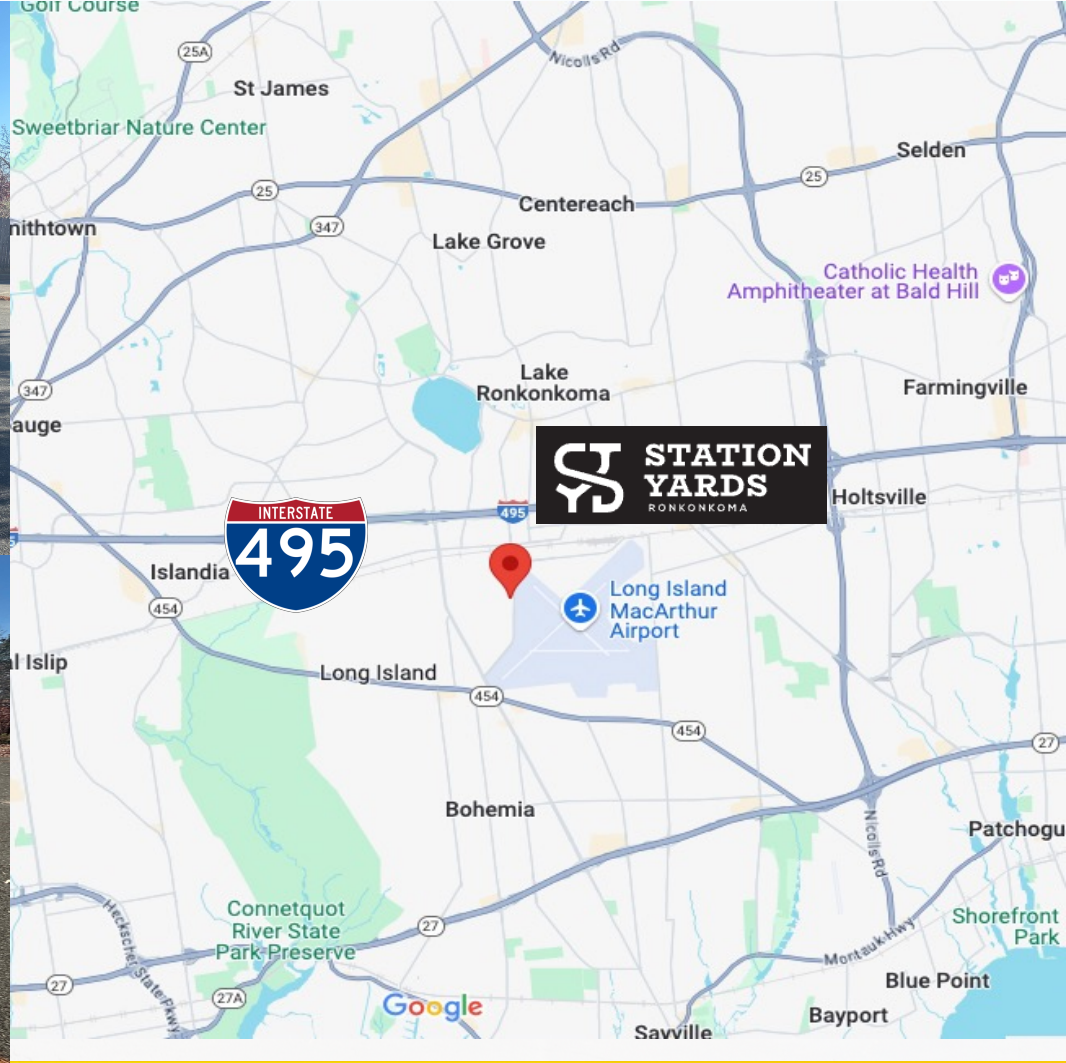 Golf Course
25A
St James
Nicolls Rd
Sweetbriar Nature Center
Selden
25
25
Centereach
nithtown
347
Lake Grove
Catholic Health
Amphitheater at Bald Hill
Lake
Ronkonkoma
347
Farmingville
auge
STATION
YARDS
RONKONKOMA
SY
INTERSTATE
495
495
Holtsville
Islandia
Long Island
MacArthur
Airport
454
al Islip
Long Island
454
454
27
Bohemia
Nicolls Rd
Patchogu
Heckscher State Pkwy
Connetquot
River State
Park Preserve
27
Shorefront
Park
Montauk Hwy
27
27A
Blue Point
Google
Bayport
Sayville